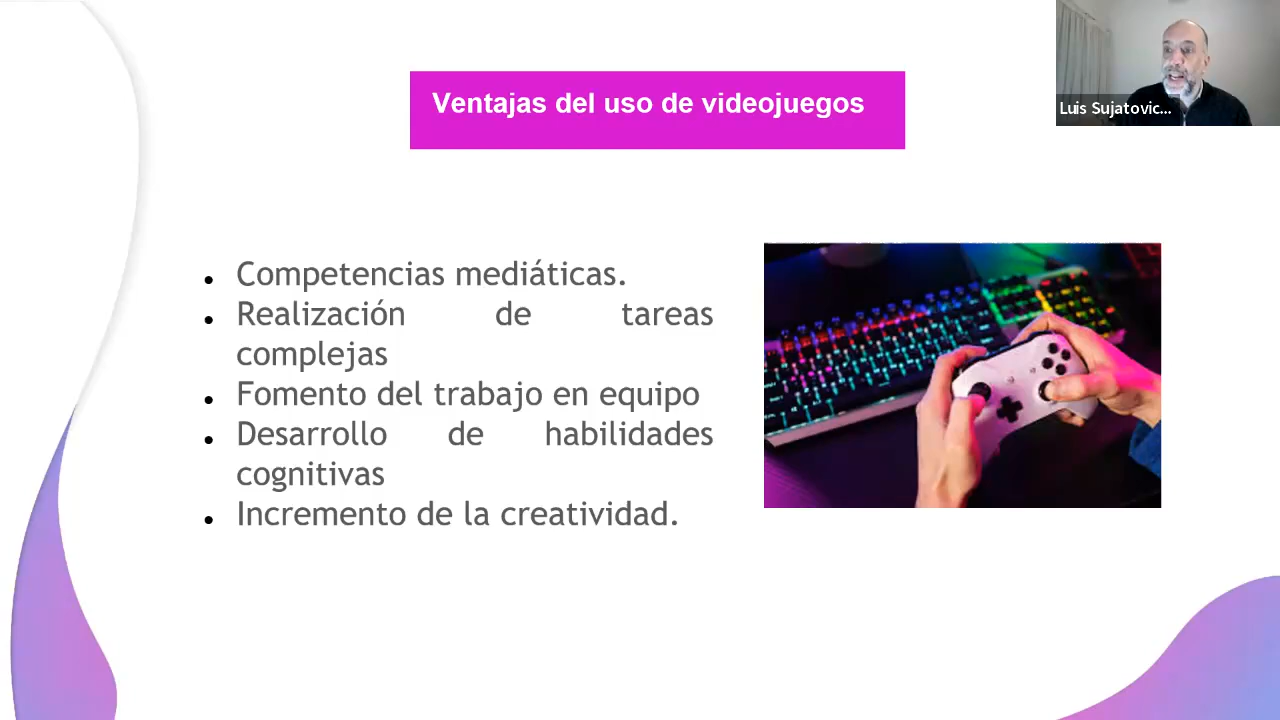 Ventajas del uso de videojuegos
Luis Sujatovic...
Competencias mediáticas.
Realización de tareas
complejas
Fomento del trabajo en equipo
Desarrollo de habilidades
cognitivas
Incremento de la creatividad.